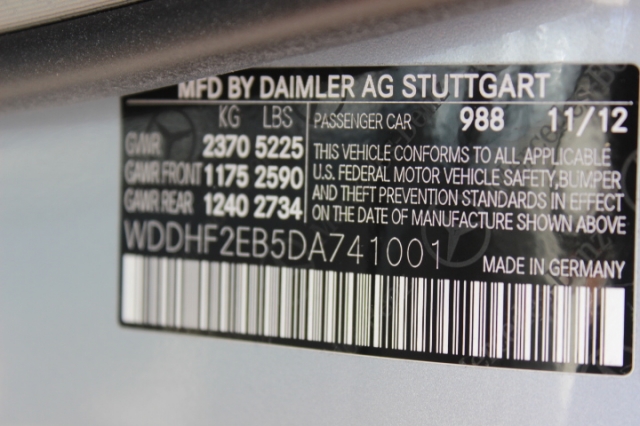 MFD BY DAIMLER AG STUTTGART
KG LBS
GVWR 2370 5225
GAWR FRONT 1175 2590
GAWR REAR 1240 2734
PASSENGER CAR 988 11/12
THIS VEHICLE CONFORMS TO ALL APPLICABLE
U.S. FEDERAL MOTOR VEHICLE SAFETY, BUMPER
AND THEFT PREVENTION STANDARDS IN EFFECT
ON THE DATE OF MANUFACTURE SHOWN ABOVE
WDDHF2EB5DA741001
MADE IN GERMANY